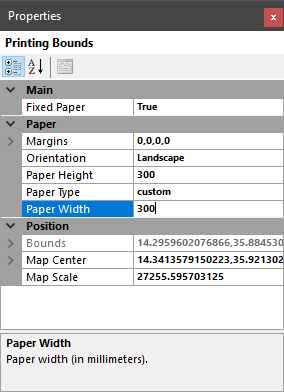 Properties
Printing Bounds
Main
Fixed Paper True
Paper
Margins 0,0,0,0
Orientation Landscape
Paper Height 300
Paper Type custom
Paper Width 300
Position
Bounds 14.2959602076866,35.884530
Map Center 14.3413579150223,35.921302
Map Scale 27255.595703125
Paper Width
Paper width (in millimeters).